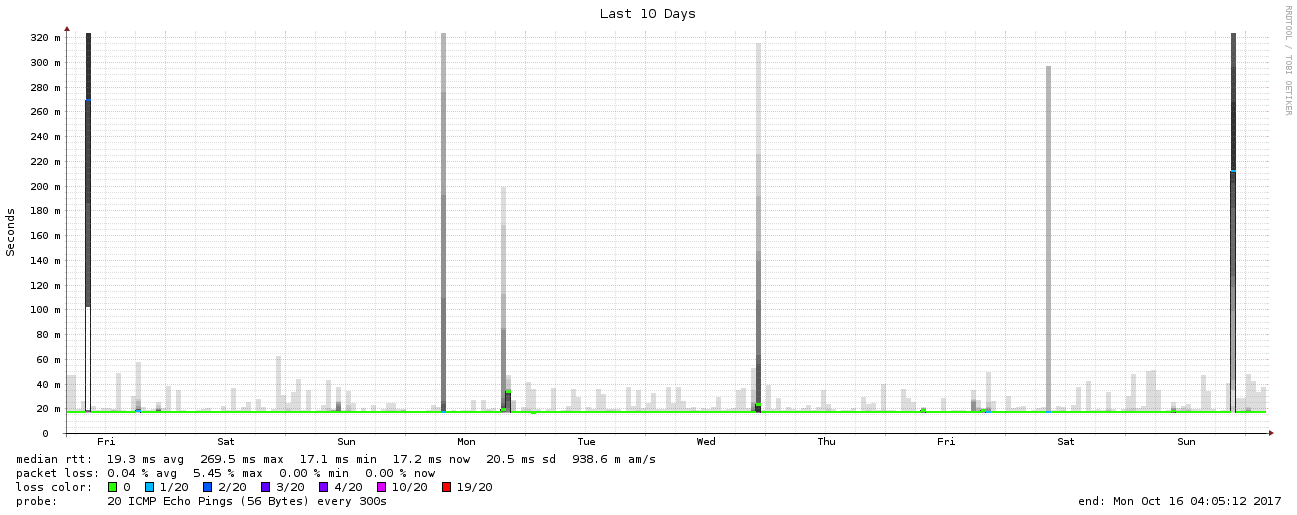 Last 10 Days
RRDTOOL / TOBI OETIKER
Seconds
320 m
300 m
280 m
260 m
240 m
220 m
200 m
180 m
160 m
140 m
120 m
100 m
80 m
60 m
40 m
20 m
0
Fri Sat Sun Mon Tue Wed Thu Fri Sat Sun
median rtt: 19.3 ms avg 269.5 ms max 17.1 ms min 17.2 ms now 20.5 ms sd 938.6 m am/s
packet loss: 0.04 % avg 5.45 % max 0.00 % min 0.00 % now
loss color: 0 1/20 2/20 3/20 4/20 10/20 19/20
probe: 20 ICMP Echo Pings (56 Bytes) every 300s end: Mon Oct 16 04:05:12 2017